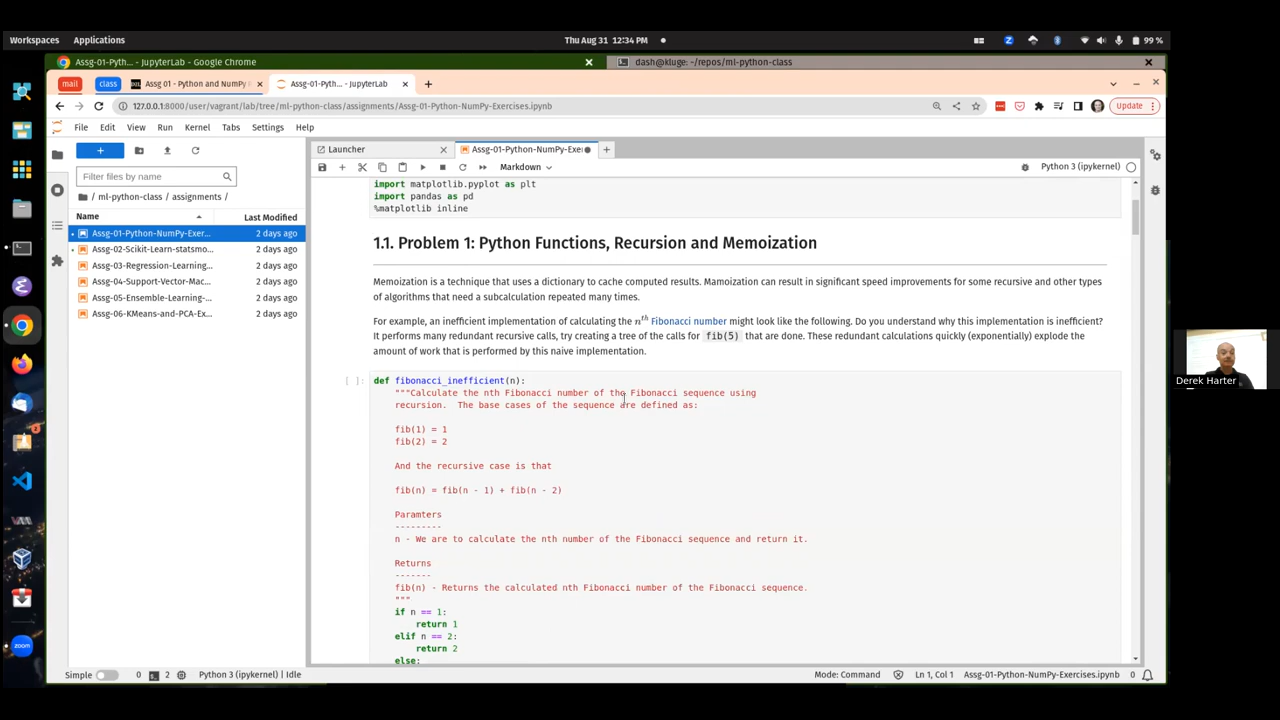 Workspaces Applications Thu Aug 31 12:34 PM 99 %
Assg-01-Pyth... - JupyterLab - Google Chrome dash@kluge: ~/repos/ml-python-class
mail class Assg 01 - Python and NumPy Assg-01-Pyth... - JupyterLab
127.0.0.1:8000/user/vagrant/lab/tree/ml-python-class/assignments/Assg-01-Python-NumPy-Exercises.ipynb Update
File Edit View Run Kernel Tabs Settings Help
Launcher Assg-01-Python-NumPy-Exe
Filter files by name
Markdown Python 3 (ipykernel)
/ ml-python-class / assignments /
Name Last Modified
Assg-01-Python-NumPy-Exer... 2 days ago
Assg-02-Scikit-Learn-statsmo... 2 days ago
Assg-03-Regression-Learning... 2 days ago
Assg-04-Support-Vector-Mac... 2 days ago
Assg-05-Ensemble-Learning-... 2 days ago
Assg-06-KMeans-and-PCA-Ex... 2 days ago
import matplotlib.pyplot as plt
import pandas as pd
%matplotlib inline
1.1. Problem 1: Python Functions, Recursion and Memoization
Memoization is a technique that uses a dictionary to cache computed results. Mamoization can result in significant speed improvements for some recursive and other types
of algorithms that need a subcalculation repeated many times.
For example, an inefficient implementation of calculating the nth Fibonacci number might look like the following. Do you understand why this implementation is inefficient?
It performs many redundant recursive calls, try creating a tree of the calls for fib(5) that are done. These redundant calculations quickly (exponentially) explode the
amount of work that is performed by this naive implementation.
[ ]: def fibonacci_inefficient(n):
"""Calculate the nth Fibonacci number of the Fibonacci sequence using
recursion. The base cases of the sequence are defined as:
fib(1) = 1
fib(2) = 2
And the recursive case is that
fib(n) = fib(n - 1) + fib(n - 2)
Paramters
---------
n - We are to calculate the nth number of the Fibonacci sequence and return it.
Returns
-------
fib(n) - Returns the calculated nth Fibonacci number of the Fibonacci sequence.
"""
if n == 1:
return 1
elif n == 2:
return 2
else:
Simple 0 2 Python 3 (ipykernel) | Idle Mode: Command Ln 1, Col 1 Assg-01-Python-NumPy-Exercises.ipynb 0
zoom
Derek Harter